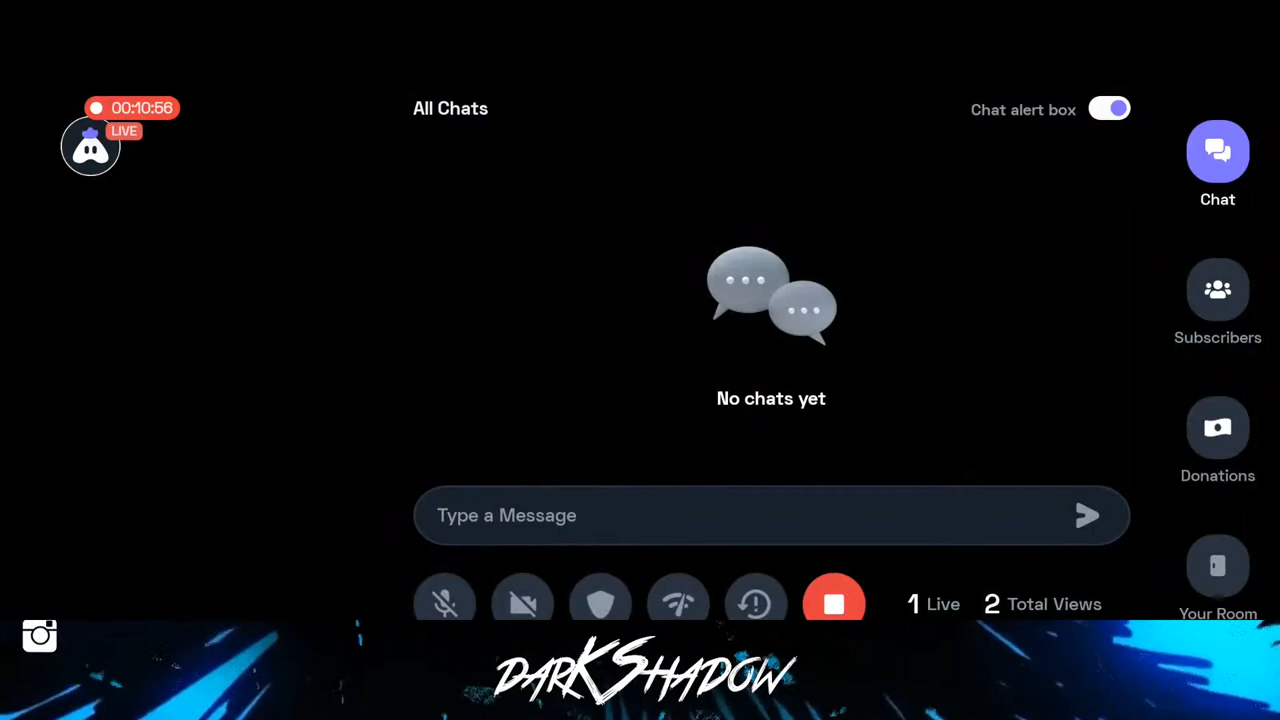 00:10:56
LIVE
All Chats
Chat alert box
Chat
No chats yet
Subscribers
Donations
Type a Message
1 Live 2 Total Views
Your Room
DARKSHADOW